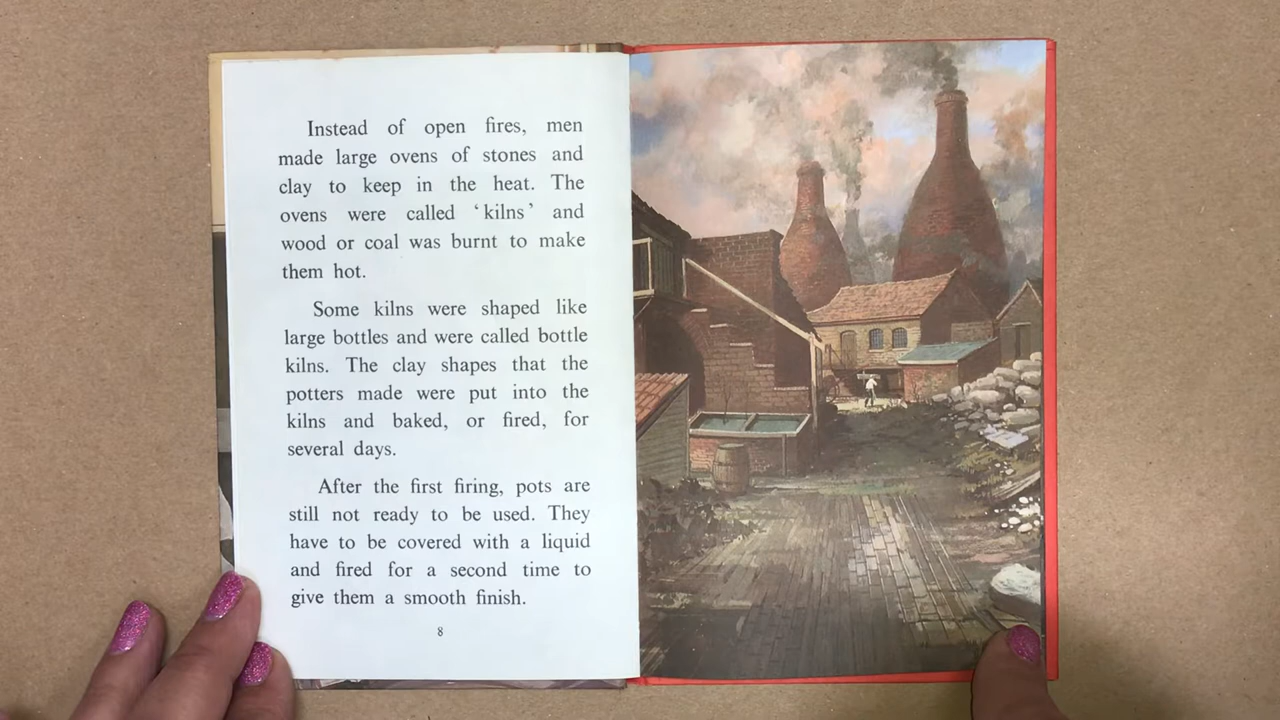 Instead of open fires, men
made large ovens of stones and
clay to keep in the heat. The
ovens were called ‘kilns’ and
wood or coal was burnt to make
them hot.
Some kilns were shaped like
large bottles and were called bottle
kilns. The clay shapes that the
potters made were put into the
kilns and baked, or fired, for
several days.
After the first firing, pots are
still not ready to be used. They
have to be covered with a liquid
and fired for a second time to
give them a smooth finish.
8